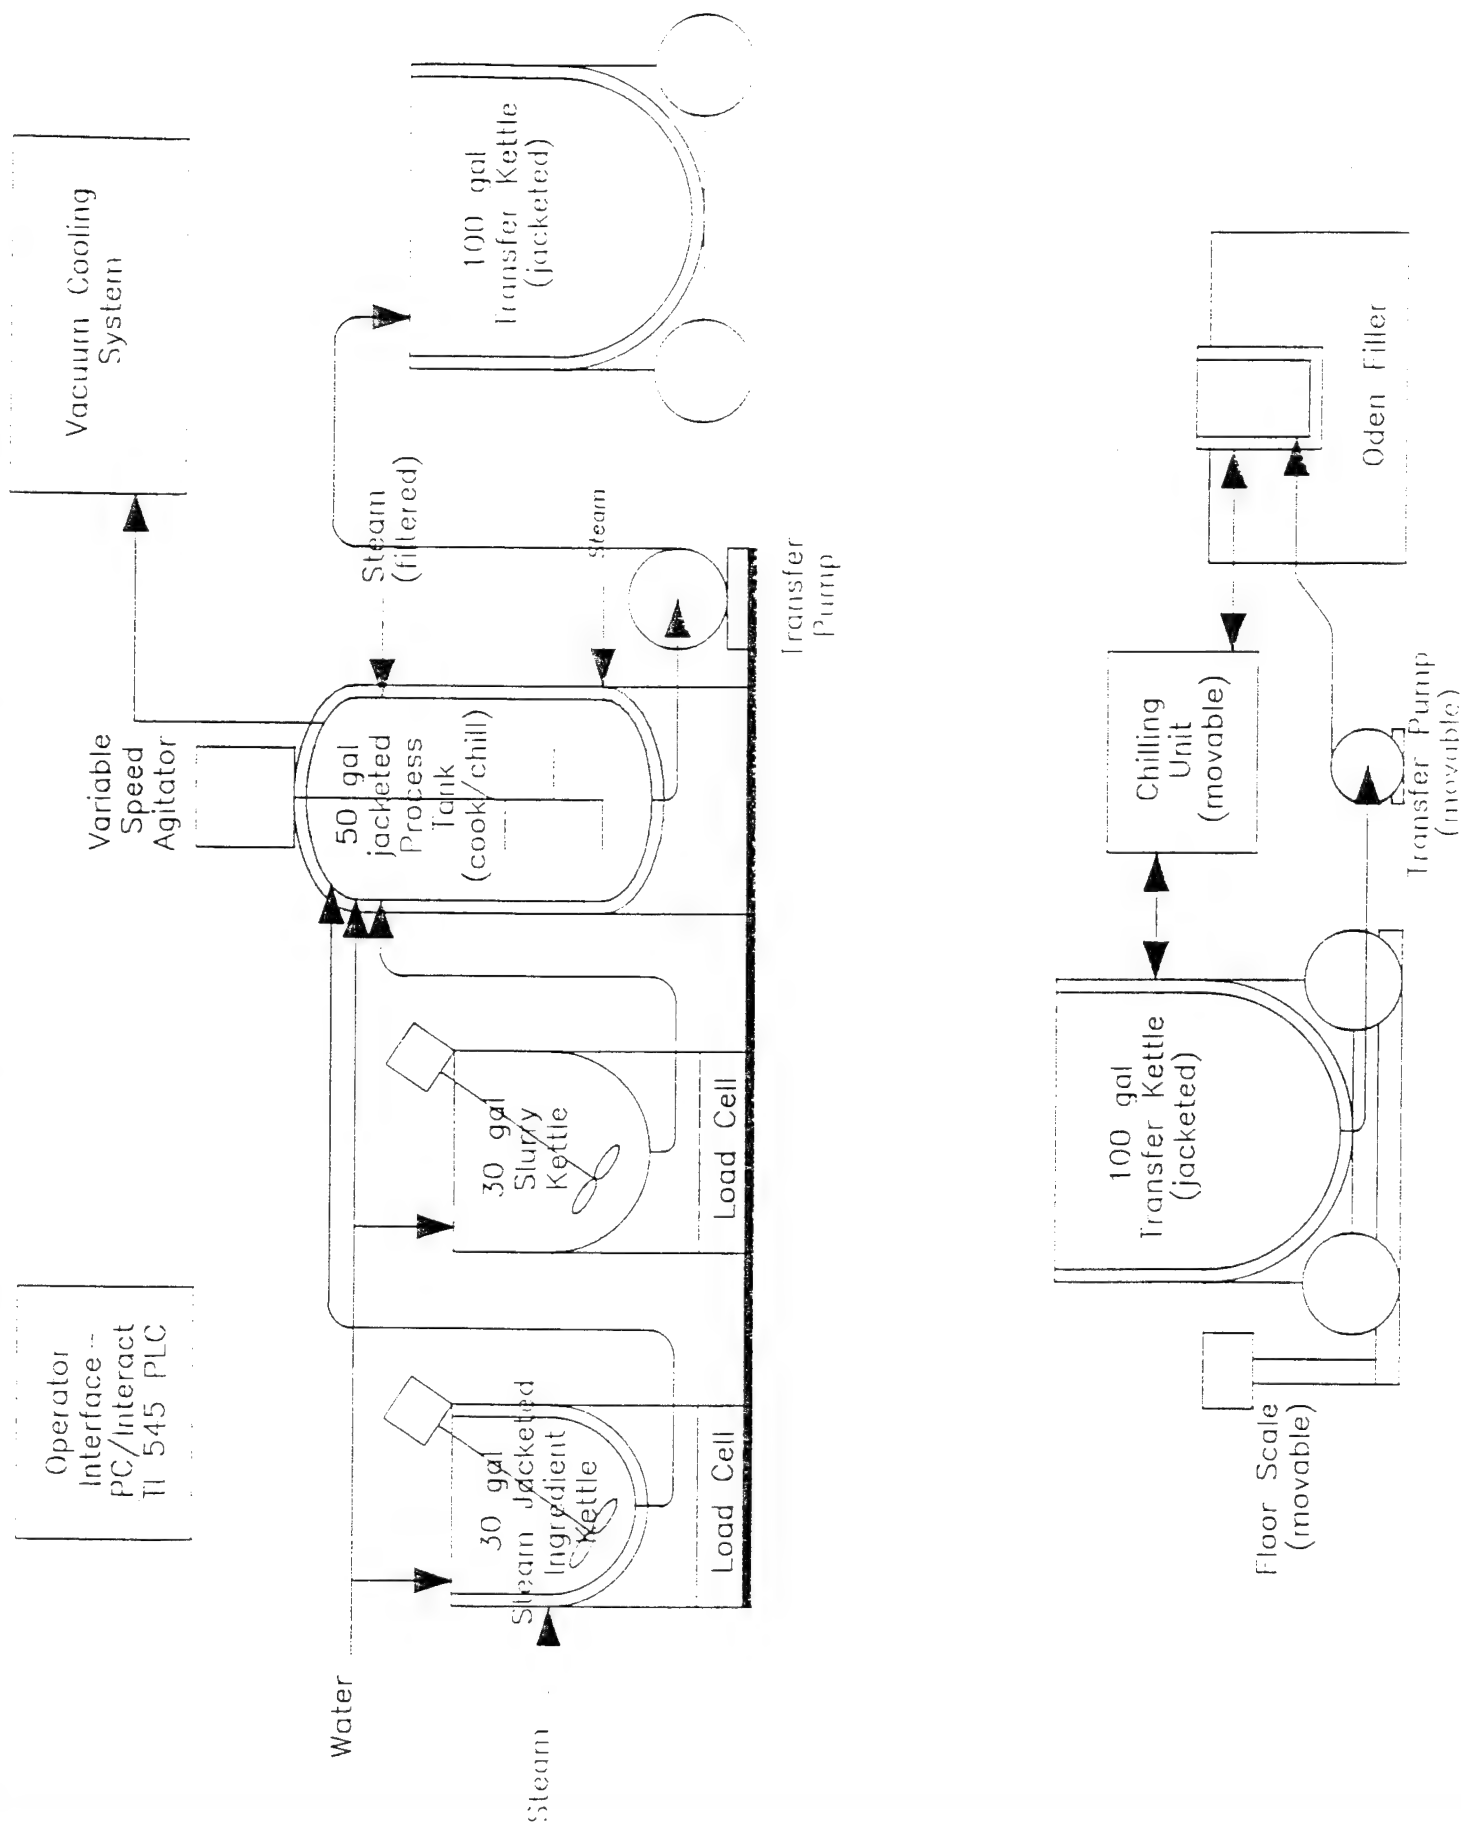 Operator
Interface--
PC/Interact
TI 545 PLC
Variable
Speed
Agitator
Vacuum Cooling
System
Water
Steam
30 gal
Steam Jacketed
Ingredient
Kettle
Load Cell
30 gal
Slurry
Kettle
Load Cell
50 gal
jacketed
Process
Tank
(cook/chill)
Steam
(filtered)
Steam
Transfer
Pump
100 gal
Transfer Kettle
(jacketed)
Floor Scale
(movable)
100 gal
Transfer Kettle
(jacketed)
Chilling
Unit
(movable)
Transfer Pump
(movable)
Oden Filler